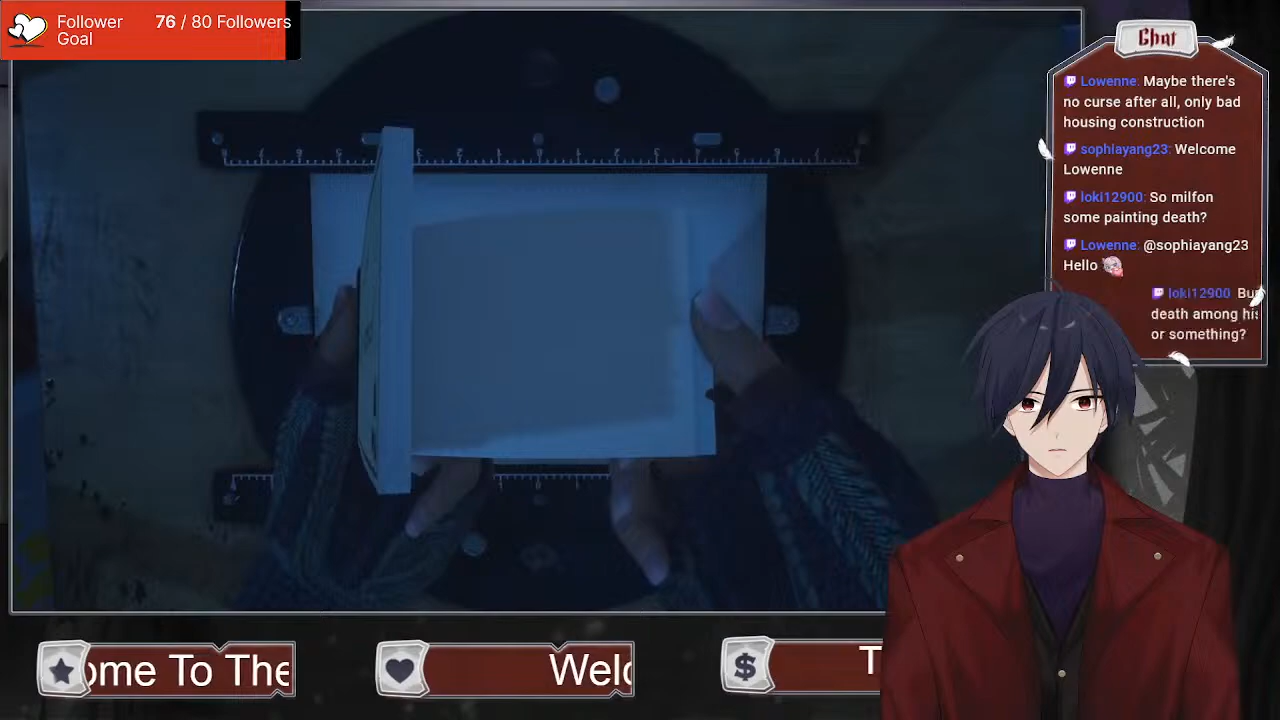 Follower
Goal
76 / 80 Followers
Chat
Lowenne: Maybe there's
no curse after all, only bad
housing construction
sophiayang23: Welcome
Lowenne
loki12900: So milfon
some painting death?
Lowenne: @sophiayang23
Hello
loki12900
death among his
or something?
ome To The
Welc
T